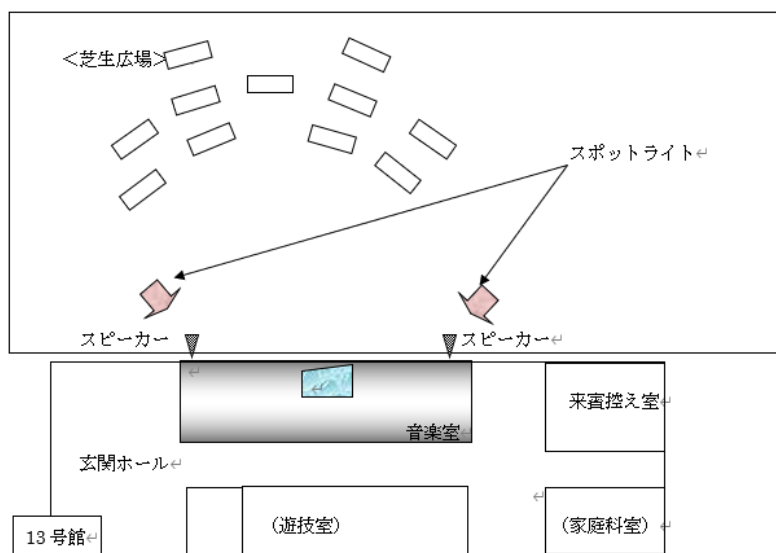 ＜芝生広場＞
スポットライト
スピーカー
スピーカー
来賓控え室
音楽室
玄関ホール
（遊技室）
（家庭科室）
13 号館